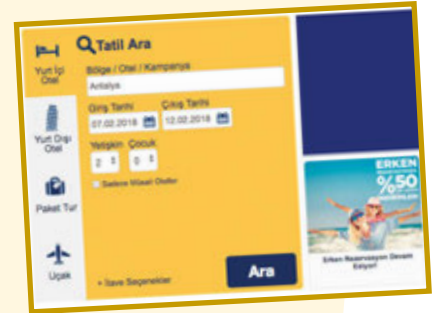 Yurt İçi
Otel
Yurt Dışı
Otel
Paket Tur
Uçak
Tatil Ara
Bölge / Otel / Kampanya
Antalya
Giriş Tarihi Çıkış Tarihi
07.02.2018 12.02.2018
Yetişkin Çocuk
2 0
Sadece Müsait Oteller
+ İlave Seçenekler
Ara
ERKEN
%50
Erken Rezervasyon Devam
Ediyor!